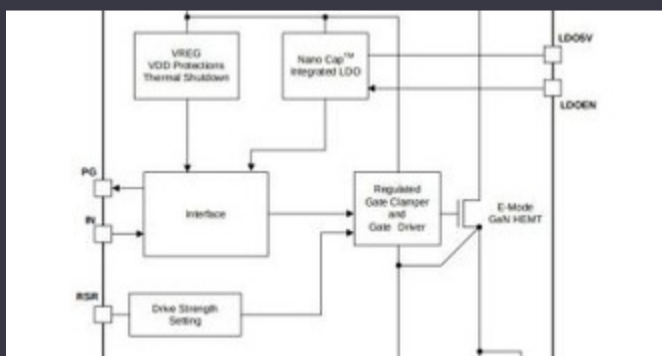 LDO5V
VREG
VDD Protections
Thermal Shutdown
Nano Cap™
Integrated LDO
LDOEN
PG
Interface
Regulated
Gate Clamper
and
Gate Driver
E-Mode
GaN HEMT
IN
RSR
Drive Strength
Setting